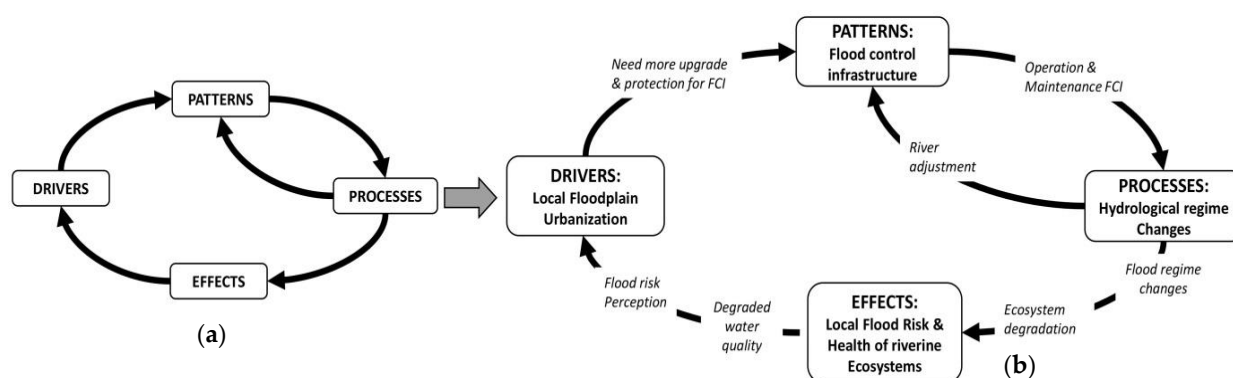 PATTERNS
DRIVERS
PROCESSES
EFFECTS
(a)
PATTERNS:
Flood control
infrastructure
Need more upgrade
& protection for FCI
Operation &
Maintenance FCI
River
adjustment
DRIVERS:
Local Floodplain
Urbanization
PROCESSES:
Hydrological regime
Changes
Flood risk
Perception
Flood regime
changes
Degraded
water
quality
EFFECTS:
Local Flood Risk &
Health of riverine
Ecosystems
Ecosystem
degradation
(b)